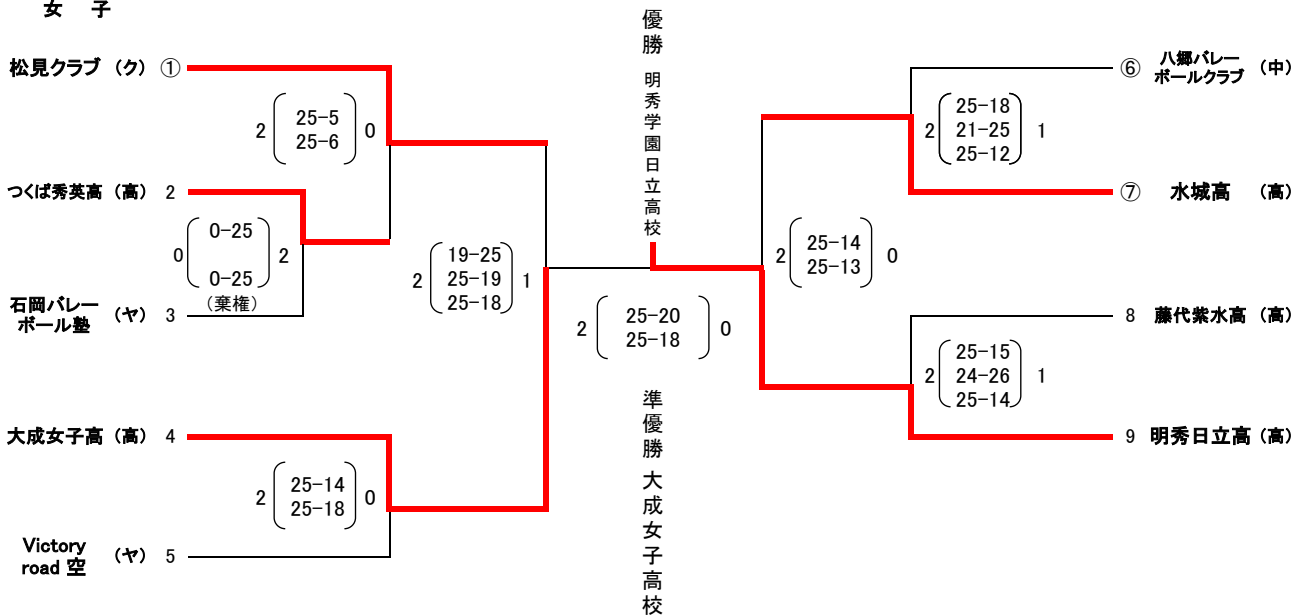 女 子
優勝 明秀学園日立高校
松見クラブ (ク) ①
2 25-5 0
25-6
つくば秀英高 (高) 2
0 0-25 2
0-25
(棄権)
石岡バレー
ボール塾 (ヤ) 3
19-25
2 25-19 1
25-18
大成女子高 (高) 4
2 25-14 0
25-18
Victory
road 空 (ヤ) 5
2 25-20 0
25-18
準優勝 大成女子高校
⑥ 八郷バレー
ボールクラブ (中)
25-18
2 21-25 1
25-12
⑦ 水城高 (高)
2 25-14 0
25-13
8 藤代紫水高 (高)
25-15
2 24-26 1
25-14
9 明秀日立高 (高)